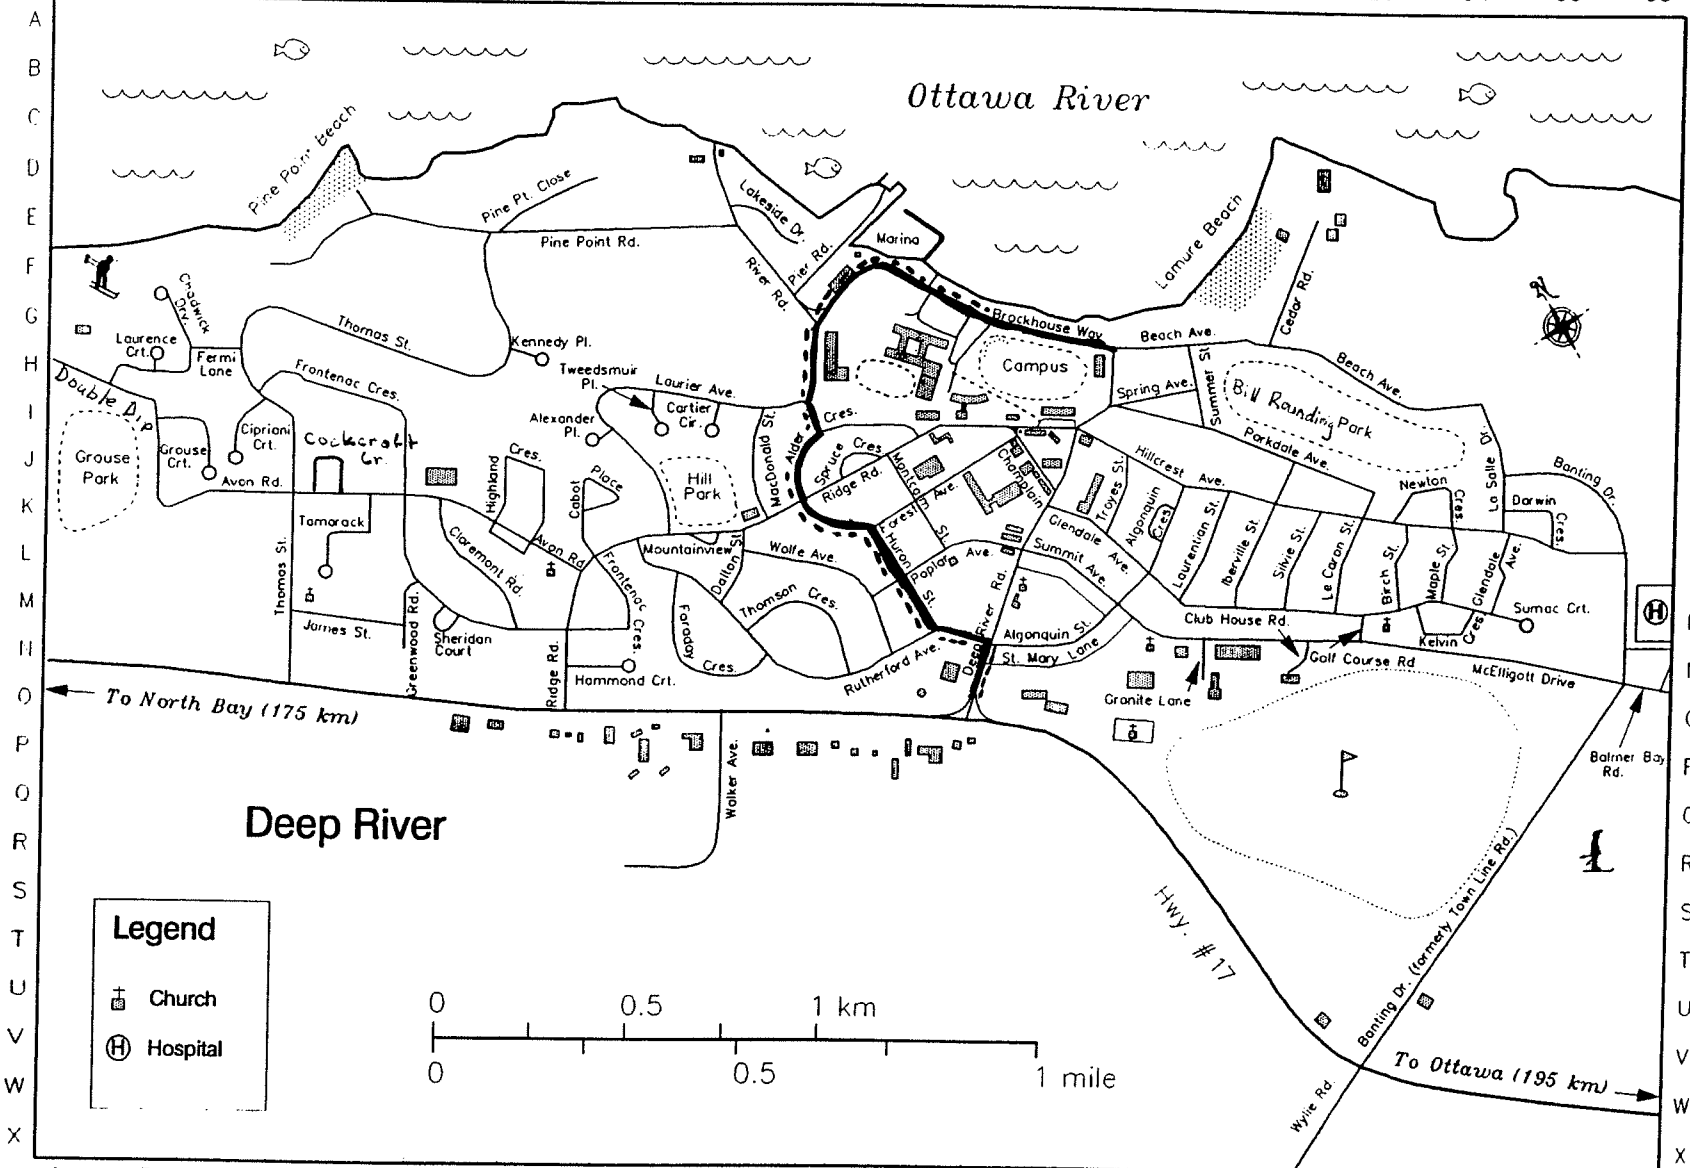 A
B
C
D
E
F
G
H
I
J
K
L
M
N
O
P
Q
R
S
T
U
V
W
X
Ottawa River
Pine Point Beach
Pine Pt. Close
Pine Point Rd.
Lakeside Dr.
Pier Rd.
River Rd.
Marina
Lamure Beach
Cedar Rd.
N
Chadwick
Drv.
Laurence
Crt.
Fermi
Lane
Thomas St.
Kennedy Pl.
Tweedsmuir
Pl.
Laurier Ave.
Cartier
Cir.
Alexander
Pl.
Frontenac Cres.
Double Dip
Grouse
Park
Grouse
Crt.
Cipriani
Crt.
Cockcroft
Cr.
Avon Rd.
Highland
Cres.
Cabot
Place
Hill
Park
MacDonald St.
Alder
Cres.
Spruce
Cres.
Ridge Rd.
Montcalm
St.
Forest
Ave.
Champlain
Brockhouse Way
Campus
Beach Ave.
Spring Ave.
Summer St.
Bill Rounding Park
Beach Ave.
Parkdale Ave.
La Salle Dr.
Banting Dr.
Newton
Cres.
Darwin
Cres.
Hillcrest Ave.
Troyes St.
Algonquin
Cres.
Glendale
Ave.
Summit Ave.
Laurentian St.
Iberville St.
Silvie St.
Le Caron St.
Birch St.
Maple St.
Glendale
Ave.
Sumac Crt.
Kelvin
Cres.
Tamorack
Thomas St.
James St.
Greenwood Rd.
Claremont Rd.
Sheridan
Court
Avon Rd.
Frontenac
Cres.
Mountainview
Dalton St.
Wolfe Ave.
Thomson Cres.
Faraday
Cres.
Huron
St.
Poplar Ave.
Deep River Rd.
Algonquin St.
St. Mary Lane
Rutherford Ave.
Ridge Rd.
Hammond Crt.
Club House Rd.
Golf Course Rd
McElligott Drive
Granite Lane
H
Balmer Bay
Rd.
To North Bay (175 km)
Walker Ave.
Deep River
Hwy. #17
Banting Dr. (formerly Town Line Rd.)
Wylie Rd.
To Ottawa (195 km)
Legend
Church
H Hospital
0 0.5 1 km
0 0.5 1 mile